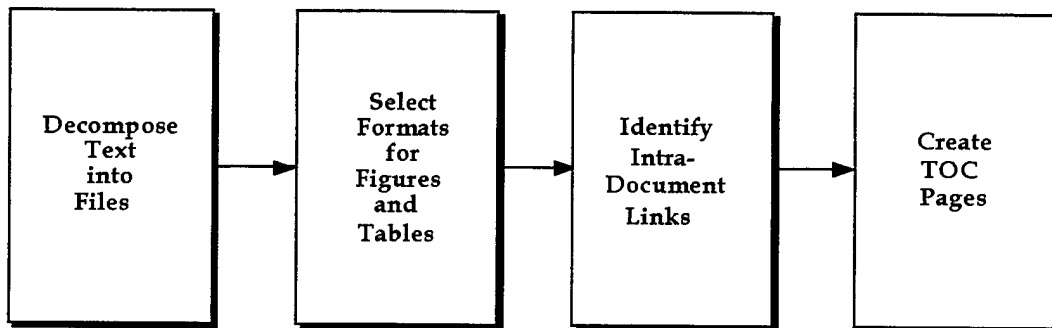 Decompose
Text
into
Files
Select
Formats
for
Figures
and
Tables
Identify
Intra-
Document
Links
Create
TOC
Pages